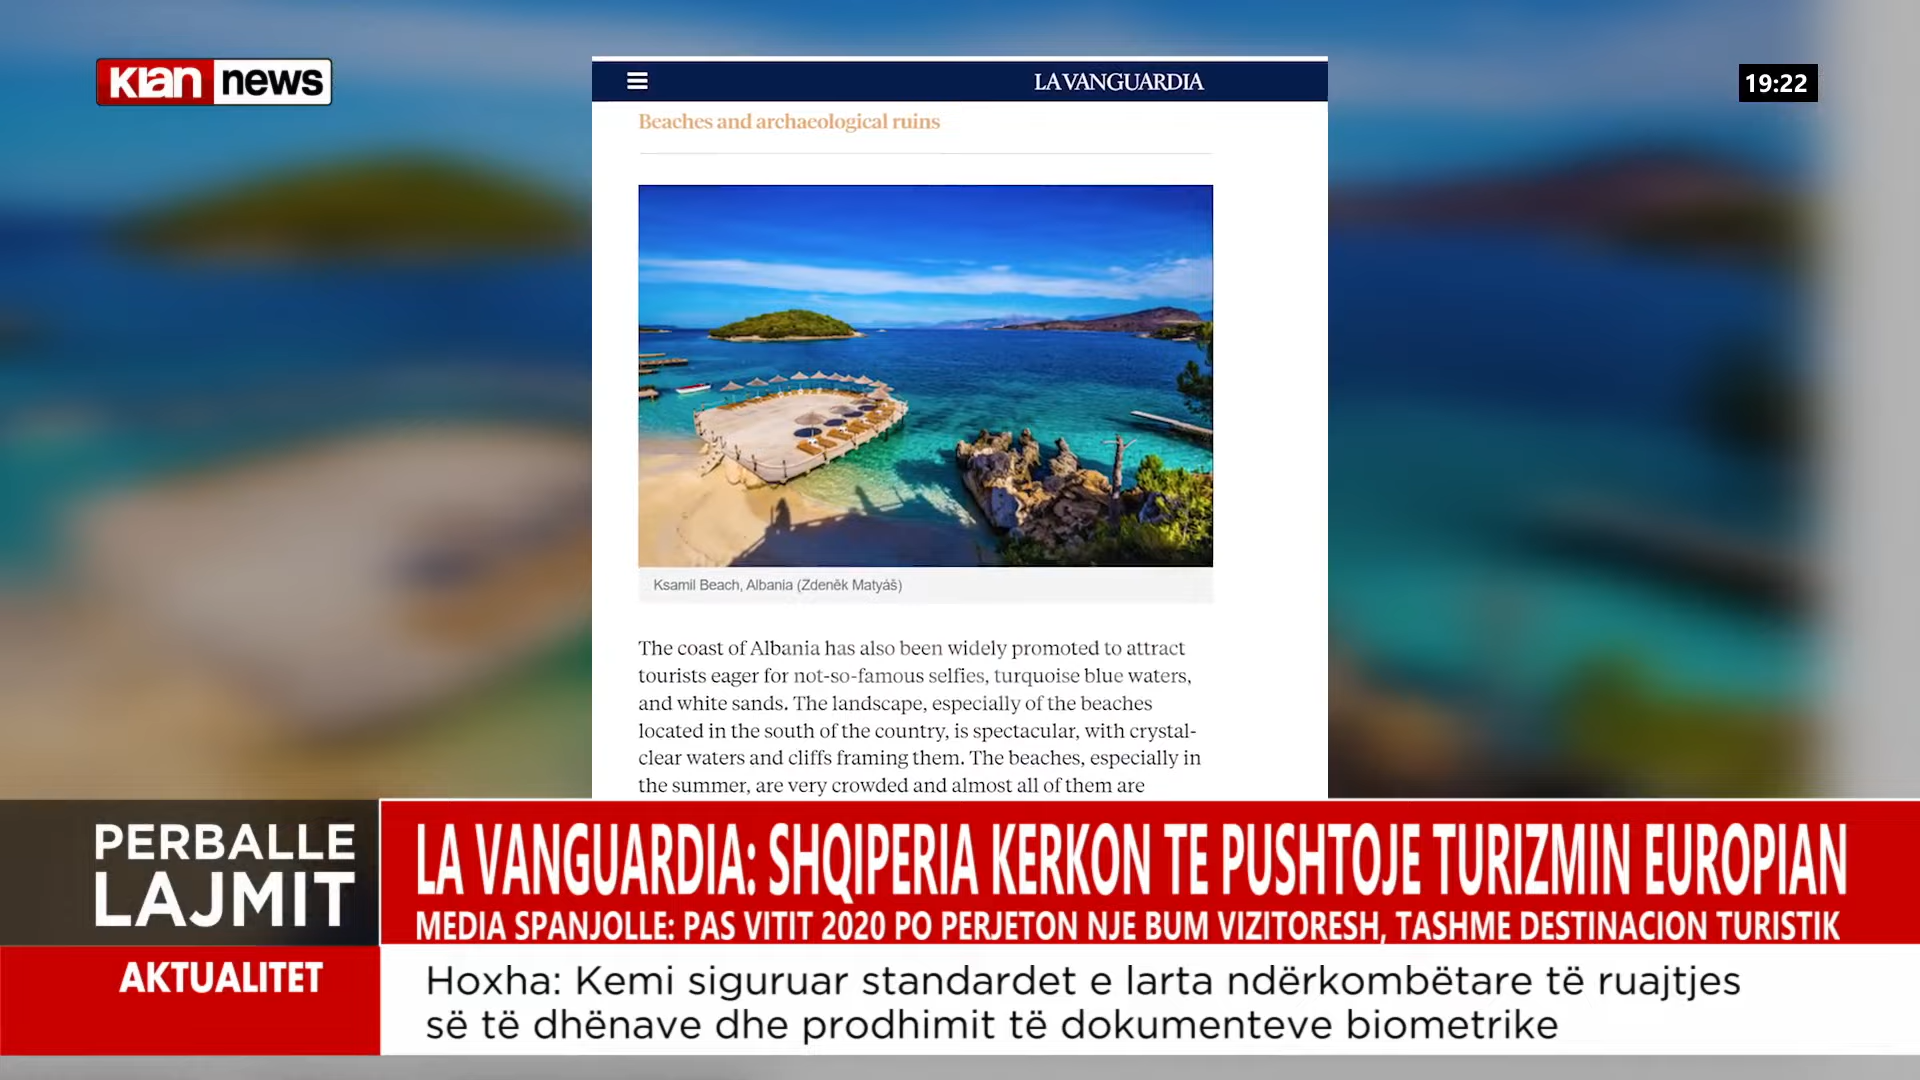 Klan news
19:22
LA VANGUARDIA
Beaches and archaeological ruins
Ksamil Beach, Albania (Zdeněk Matyáš)
The coast of Albania has also been widely promoted to attract
tourists eager for not-so-famous selfies, turquoise blue waters,
and white sands. The landscape, especially of the beaches
located in the south of the country, is spectacular, with crystal-
clear waters and cliffs framing them. The beaches, especially in
the summer, are very crowded and almost all of them are
PERBALLE
LAJMIT
LA VANGUARDIA: SHQIPERIA KERKON TE PUSHTOJE TURIZMIN EUROPIAN
MEDIA SPANJOLLE: PAS VITIT 2020 PO PERJETON NJE BUM VIZITORESH, TASHME DESTINACION TURISTIK
AKTUALITET
Hoxha: Kemi siguruar standardet e larta ndërkombëtare të ruajtjes
së të dhënave dhe prodhimit të dokumenteve biometrike